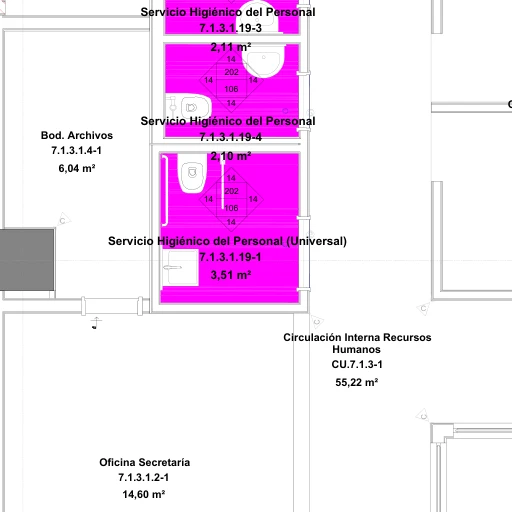 Servicio Higiénico del Personal
7.1.3.1.19-3
2,11 m²
14
202
14
14
106
14
Servicio Higiénico del Personal
7.1.3.1.19-4
2,10 m²
Bod. Archivos
7.1.3.1.4-1
6,04 m²
14
202
14
14
106
14
Servicio Higiénico del Personal (Universal)
7.1.3.1.19-1
3,51 m²
Circulación Interna Recursos
Humanos
CU.7.1.3-1
55,22 m²
Oficina Secretaría
7.1.3.1.2-1
14,60 m²